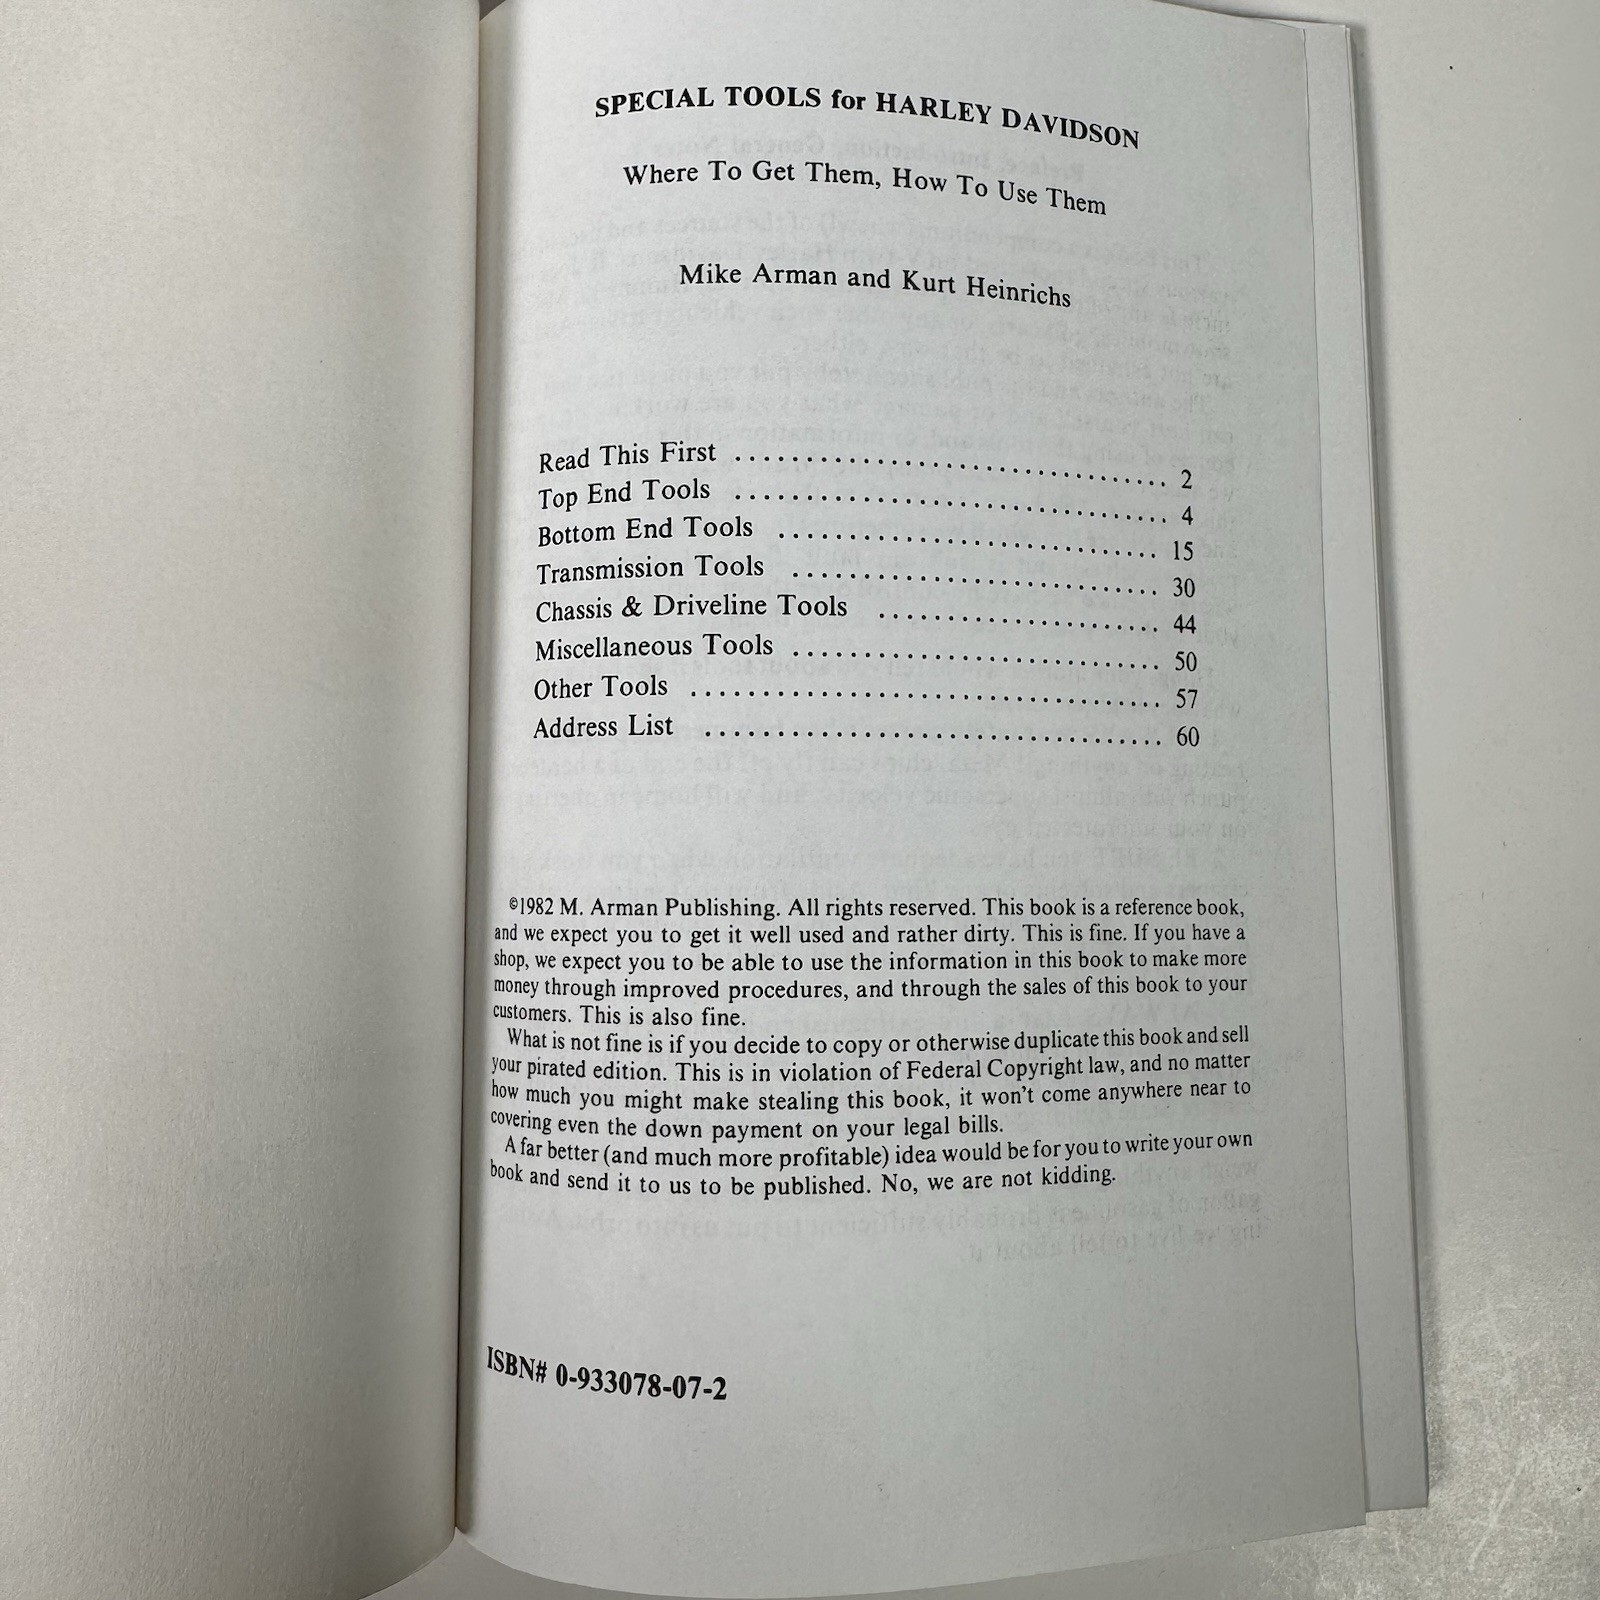 SPECIAL TOOLS for HARLEY DAVIDSON
Where To Get Them, How To Use Them
Mike Arman and Kurt Heinrichs
Read This First .................................. 2
Top End Tools .................................. 4
Bottom End Tools .............................. 15
Transmission Tools ............................. 30
Chassis & Driveline Tools ...................... 44
Miscellaneous Tools ............................. 50
Other Tools ..................................... 57
Address List .................................... 60
©1982 M. Arman Publishing. All rights reserved. This book is a reference book,
and we expect you to get it well used and rather dirty. This is fine. If you have a
shop, we expect you to be able to use the information in this book to make more
money through improved procedures, and through the sales of this book to your
customers. This is also fine.
What is not fine is if you decide to copy or otherwise duplicate this book and sell
your pirated edition. This is in violation of Federal Copyright law, and no matter
how much you might make stealing this book, it won't come anywhere near to
covering even the down payment on your legal bills.
A far better (and much more profitable) idea would be for you to write your own
book and send it to us to be published. No, we are not kidding.
ISBN# 0-933078-07-2